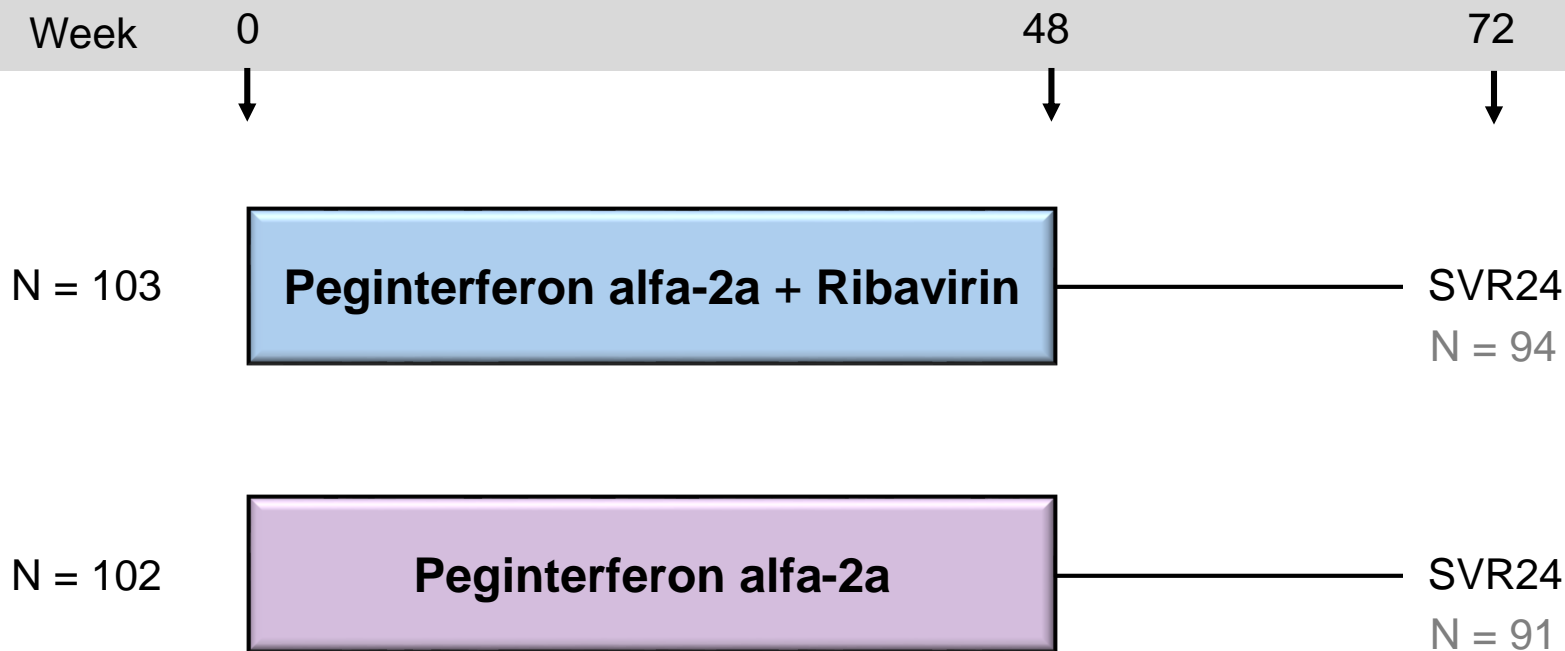 Week 0 48 72
N = 103 Peginterferon alfa-2a + Ribavirin SVR24
N = 94
N = 102 Peginterferon alfa-2a SVR24
N = 91